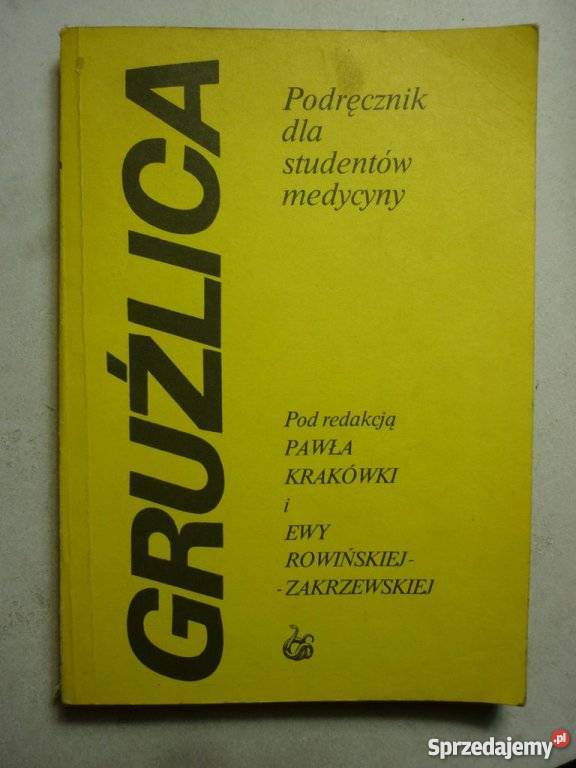 GRUŹLICA
Podręcznik
dla
studentów
medycyny
Pod redakcją
PAWŁA
KRAKÓWKI
i
EWY
ROWIŃSKIEJ-
-ZAKRZEWSKIEJ
Sprzedajemy.pl